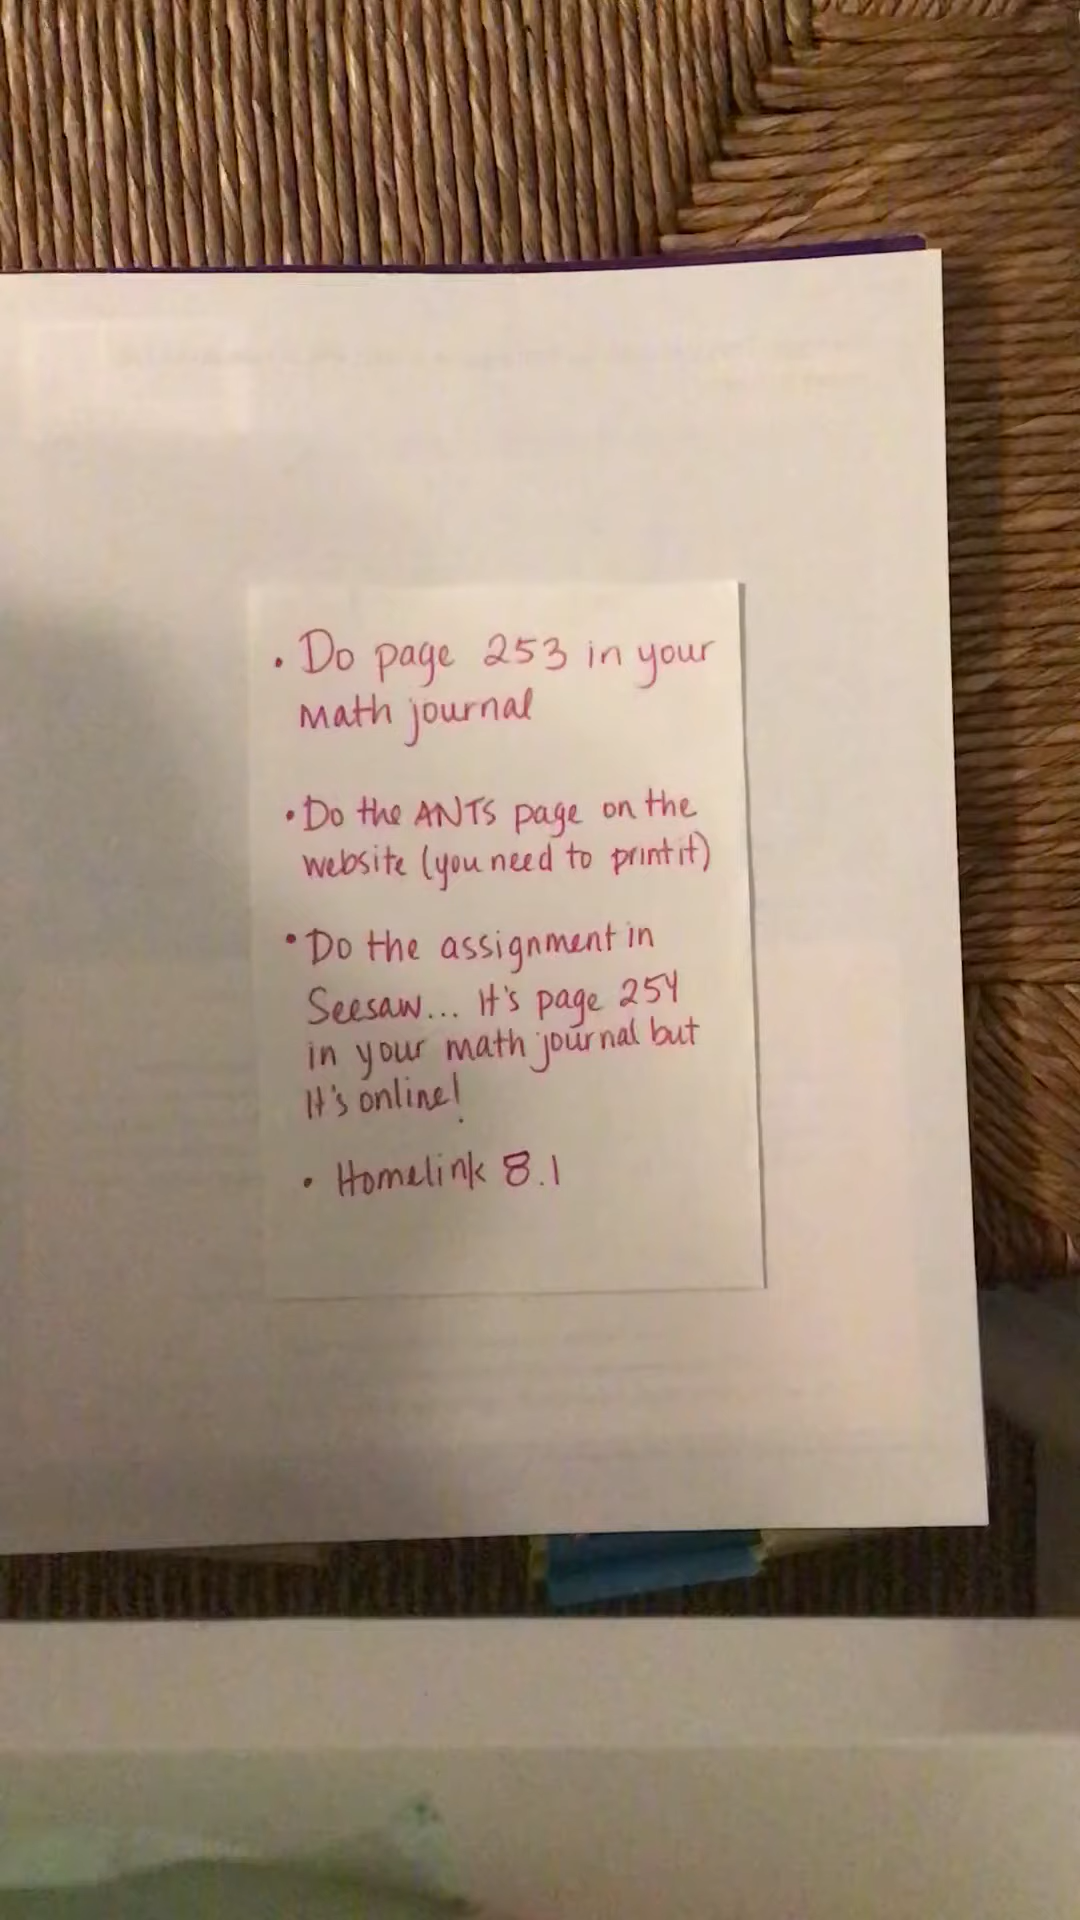 • Do page 253 in your
math journal
• Do the ANTS page on the
website (you need to print it)
• Do the assignment in
Seesaw... It's page 254
in your math journal but
It's online!
• Homelink 8.1